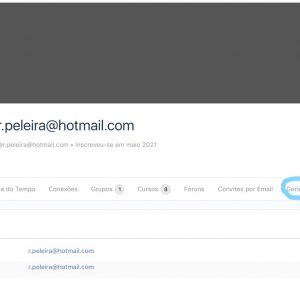 r.peleira@hotmail.com
@r.peleira@hotmail.com • Inscreveu-se em maio 2021
do Tempo Conexões Grupos 1 Cursos 8 Fóruns Convites por Email
r.peleira@hotmail.com
r.peleira@hotmail.com